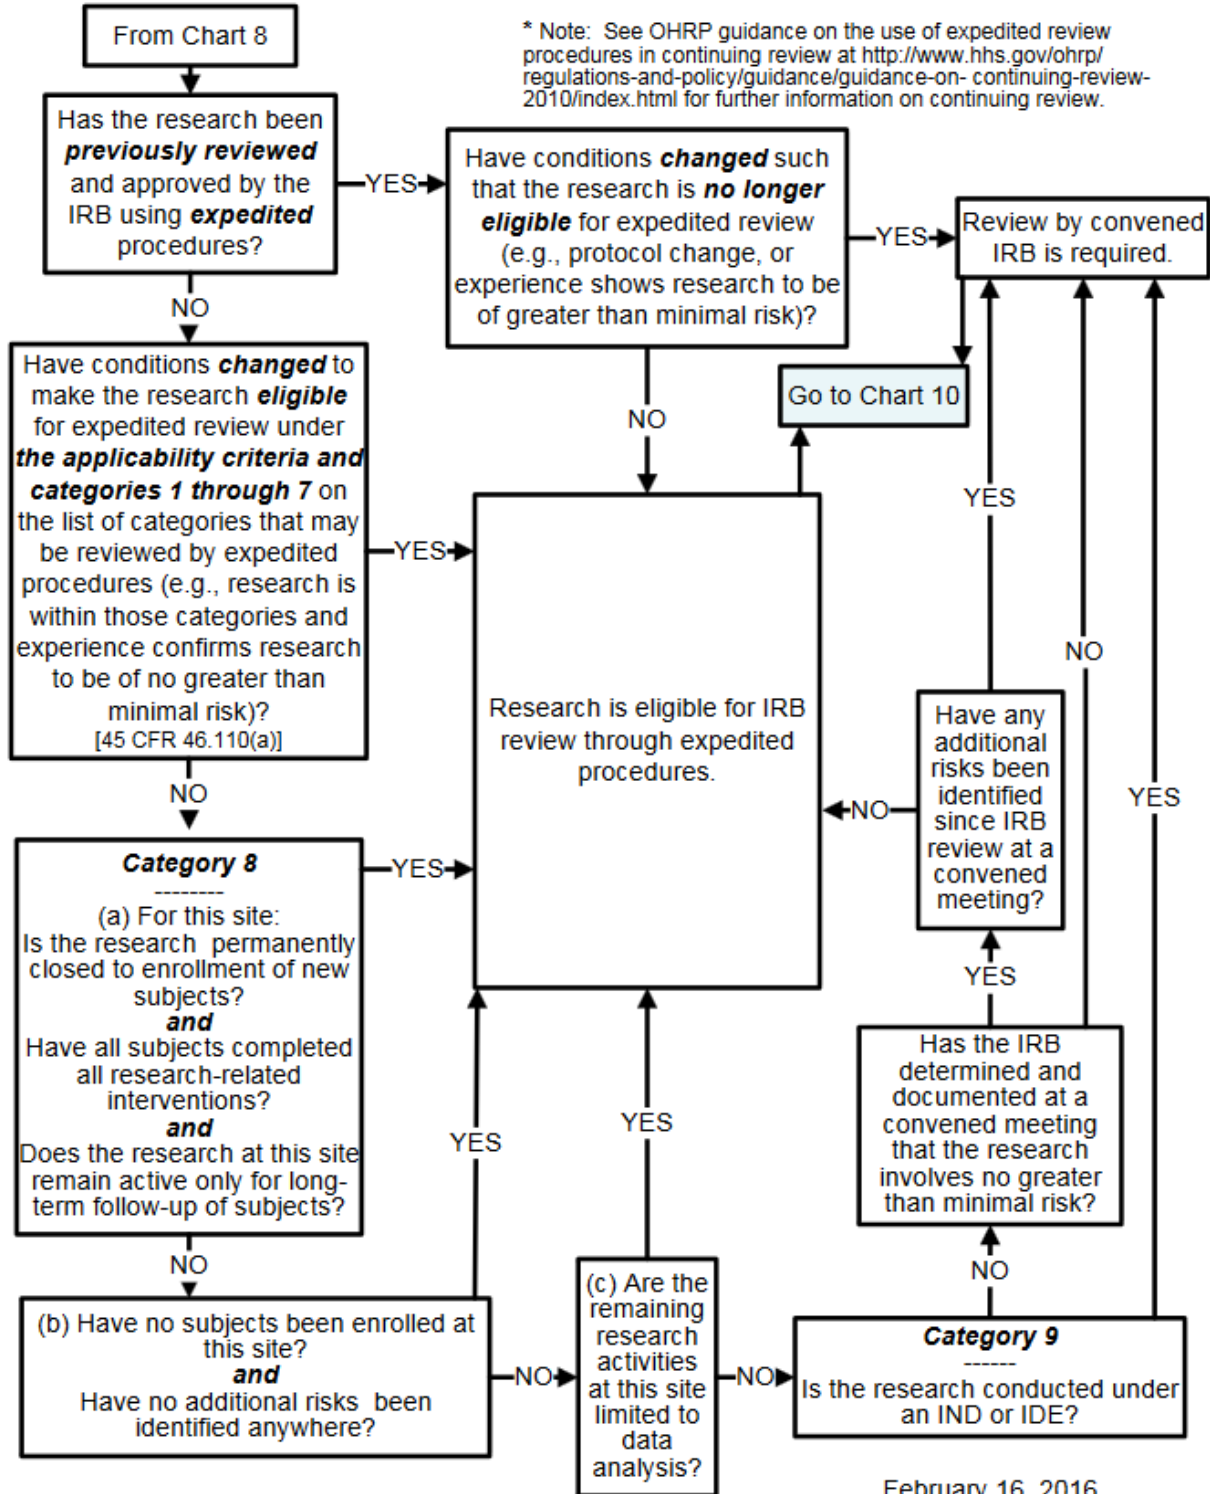 From Chart 8
* Note:  See OHRP guidance on the use of expedited review
procedures in continuing review at http://www.hhs.gov/ohrp/
regulations-and-policy/guidance/guidance-on- continuing-review-
2010/index.html for further information on continuing review.
Has the research been
previously reviewed
and approved by the
IRB using expedited
procedures?
YES
Have conditions changed such
that the research is no longer
eligible for expedited review
(e.g., protocol change, or
experience shows research to be
of greater than minimal risk)?
YES
Review by convened
IRB is required.
NO
NO
Go to Chart 10
Have conditions changed to
make the research eligible
for expedited review under
the applicability criteria and
categories 1 through 7 on
the list of categories that may
be reviewed by expedited
procedures (e.g., research is
within those categories and
experience confirms research
to be of no greater than
minimal risk)?
[45 CFR 46.110(a)]
YES
Research is eligible for IRB
review through expedited
procedures.
YES
NO
YES
Have any
additional
risks been
identified
since IRB
review at a
convened
meeting?
NO
NO
Category 8
--------
(a) For this site:
Is the research  permanently
closed to enrollment of new
subjects?
and
Have all subjects completed
all research-related
interventions?
and
Does the research at this site
remain active only for long-
term follow-up of subjects?
YES
YES
YES
YES
Has the IRB
determined and
documented at a
convened meeting
that the research
involves no greater
than minimal risk?
NO
NO
(b) Have no subjects been enrolled at
this site?
and
Have no additional risks  been
identified anywhere?
NO
(c) Are the
remaining
research
activities
at this site
limited to
data
analysis?
NO
Category 9
------
Is the research conducted under
an IND or IDE?
February 16, 2016